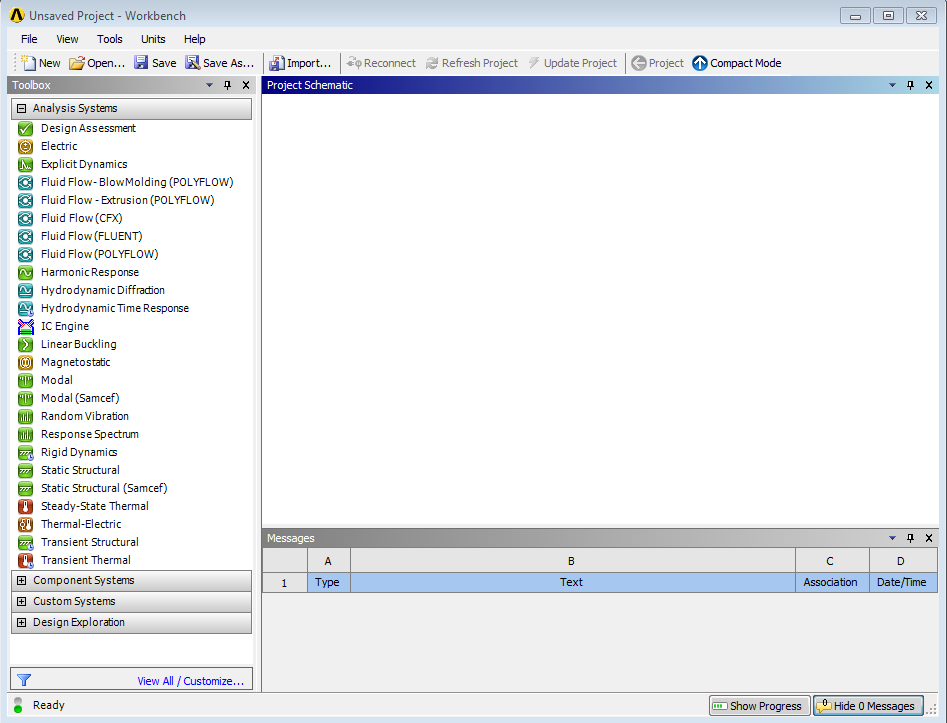 Unsaved Project - Workbench
File View Tools Units Help
New Open... Save Save As... Import... Reconnect Refresh Project Update Project Project Compact Mode
Toolbox
Project Schematic
Analysis Systems
Design Assessment
Electric
Explicit Dynamics
Fluid Flow- BlowMolding (POLYFLOW)
Fluid Flow - Extrusion (POLYFLOW)
Fluid Flow (CFX)
Fluid Flow (FLUENT)
Fluid Flow (POLYFLOW)
Harmonic Response
Hydrodynamic Diffraction
Hydrodynamic Time Response
IC Engine
Linear Buckling
Magnetostatic
Modal
Modal (Samcef)
Random Vibration
Response Spectrum
Rigid Dynamics
Static Structural
Static Structural (Samcef)
Steady-State Thermal
Thermal-Electric
Transient Structural
Transient Thermal
Component Systems
Custom Systems
Design Exploration
View All / Customize...
Messages
A B C D
1 Type Text Association Date/Time
Ready
Show Progress
0 Hide 0 Messages